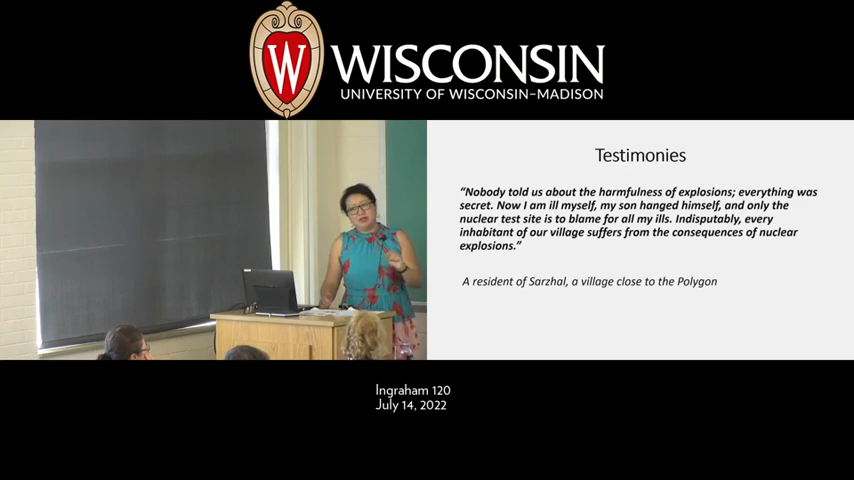 W
WISCONSIN
UNIVERSITY OF WISCONSIN–MADISON
Testimonies
“Nobody told us about the harmfulness of explosions; everything was
secret. Now I am ill myself, my son hanged himself, and only the
nuclear test site is to blame for all my ills. Indisputably, every
inhabitant of our village suffers from the consequences of nuclear
explosions.”
A resident of Sarzhal, a village close to the Polygon
Ingraham 120
July 14, 2022